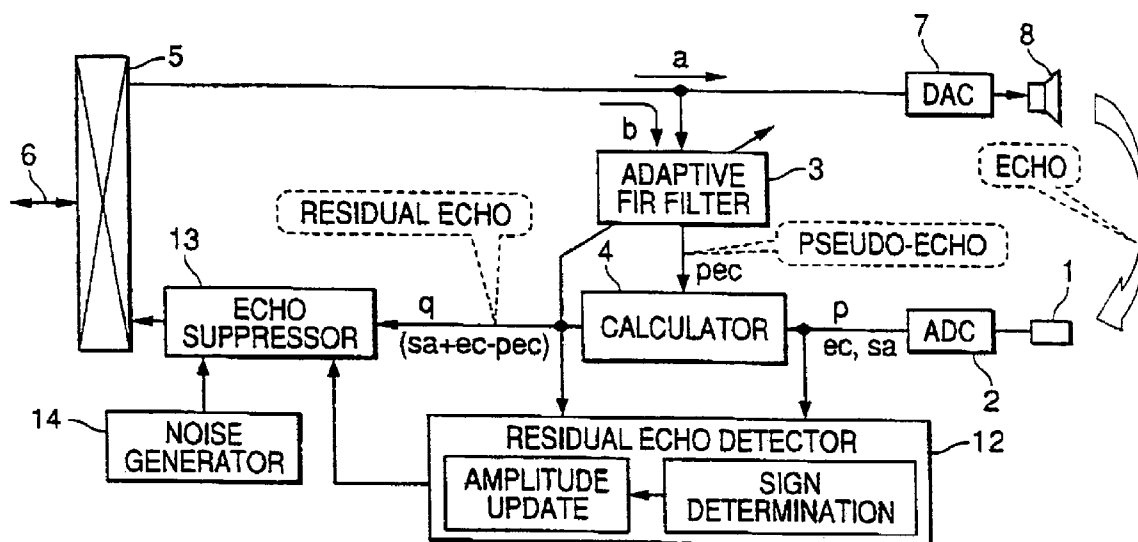 5
a
7
8
DAC
6
b
ADAPTIVE
FIR FILTER
3
ECHO
RESIDUAL ECHO
PSEUDO-ECHO
13
4
pec
1
ECHO
SUPPRESSOR
q
(sa+ec-pec)
CALCULATOR
p
ec, sa
ADC
2
14
NOISE
GENERATOR
RESIDUAL ECHO DETECTOR
12
AMPLITUDE
UPDATE
SIGN
DETERMINATION